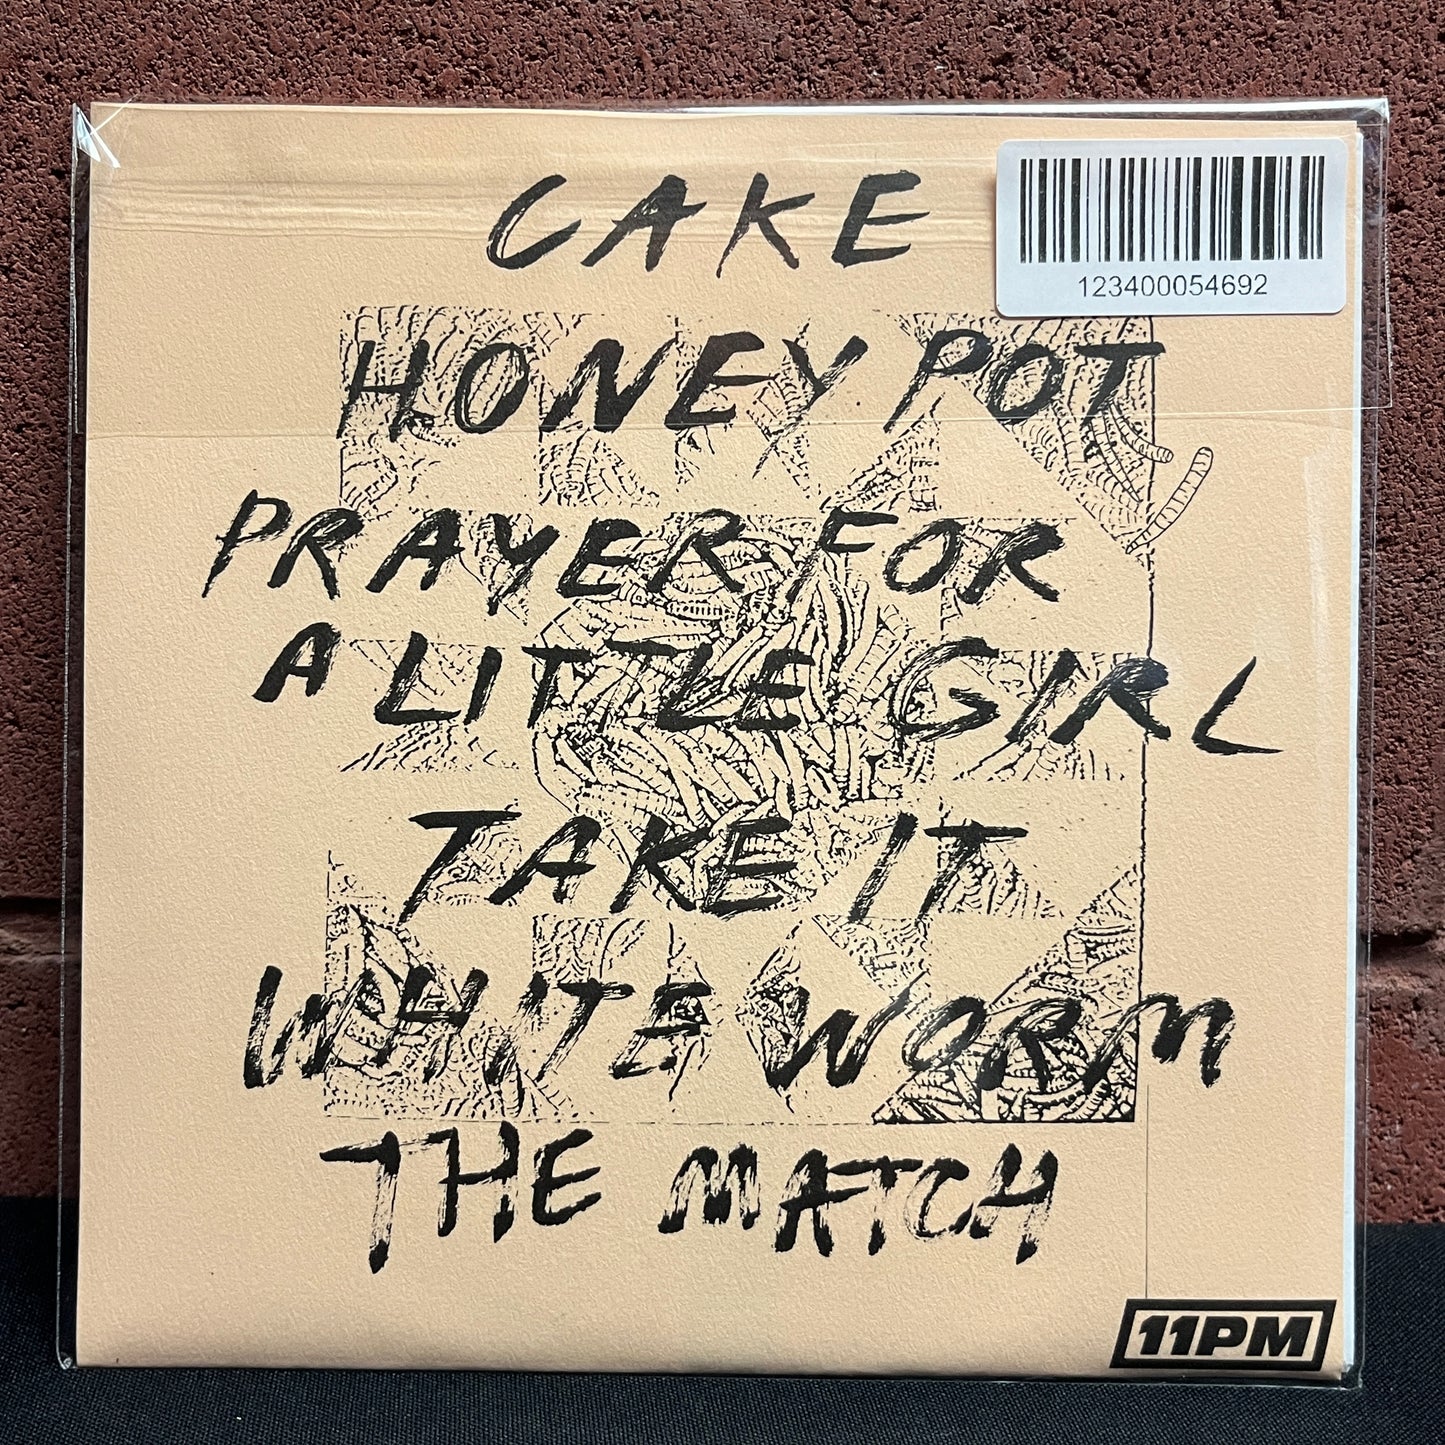 CAKE
123400054692
HONEY POT
PRAYER FOR
A LITTLE GIRL
TAKE IT
WHITE WORM
THE MATCH
11PM